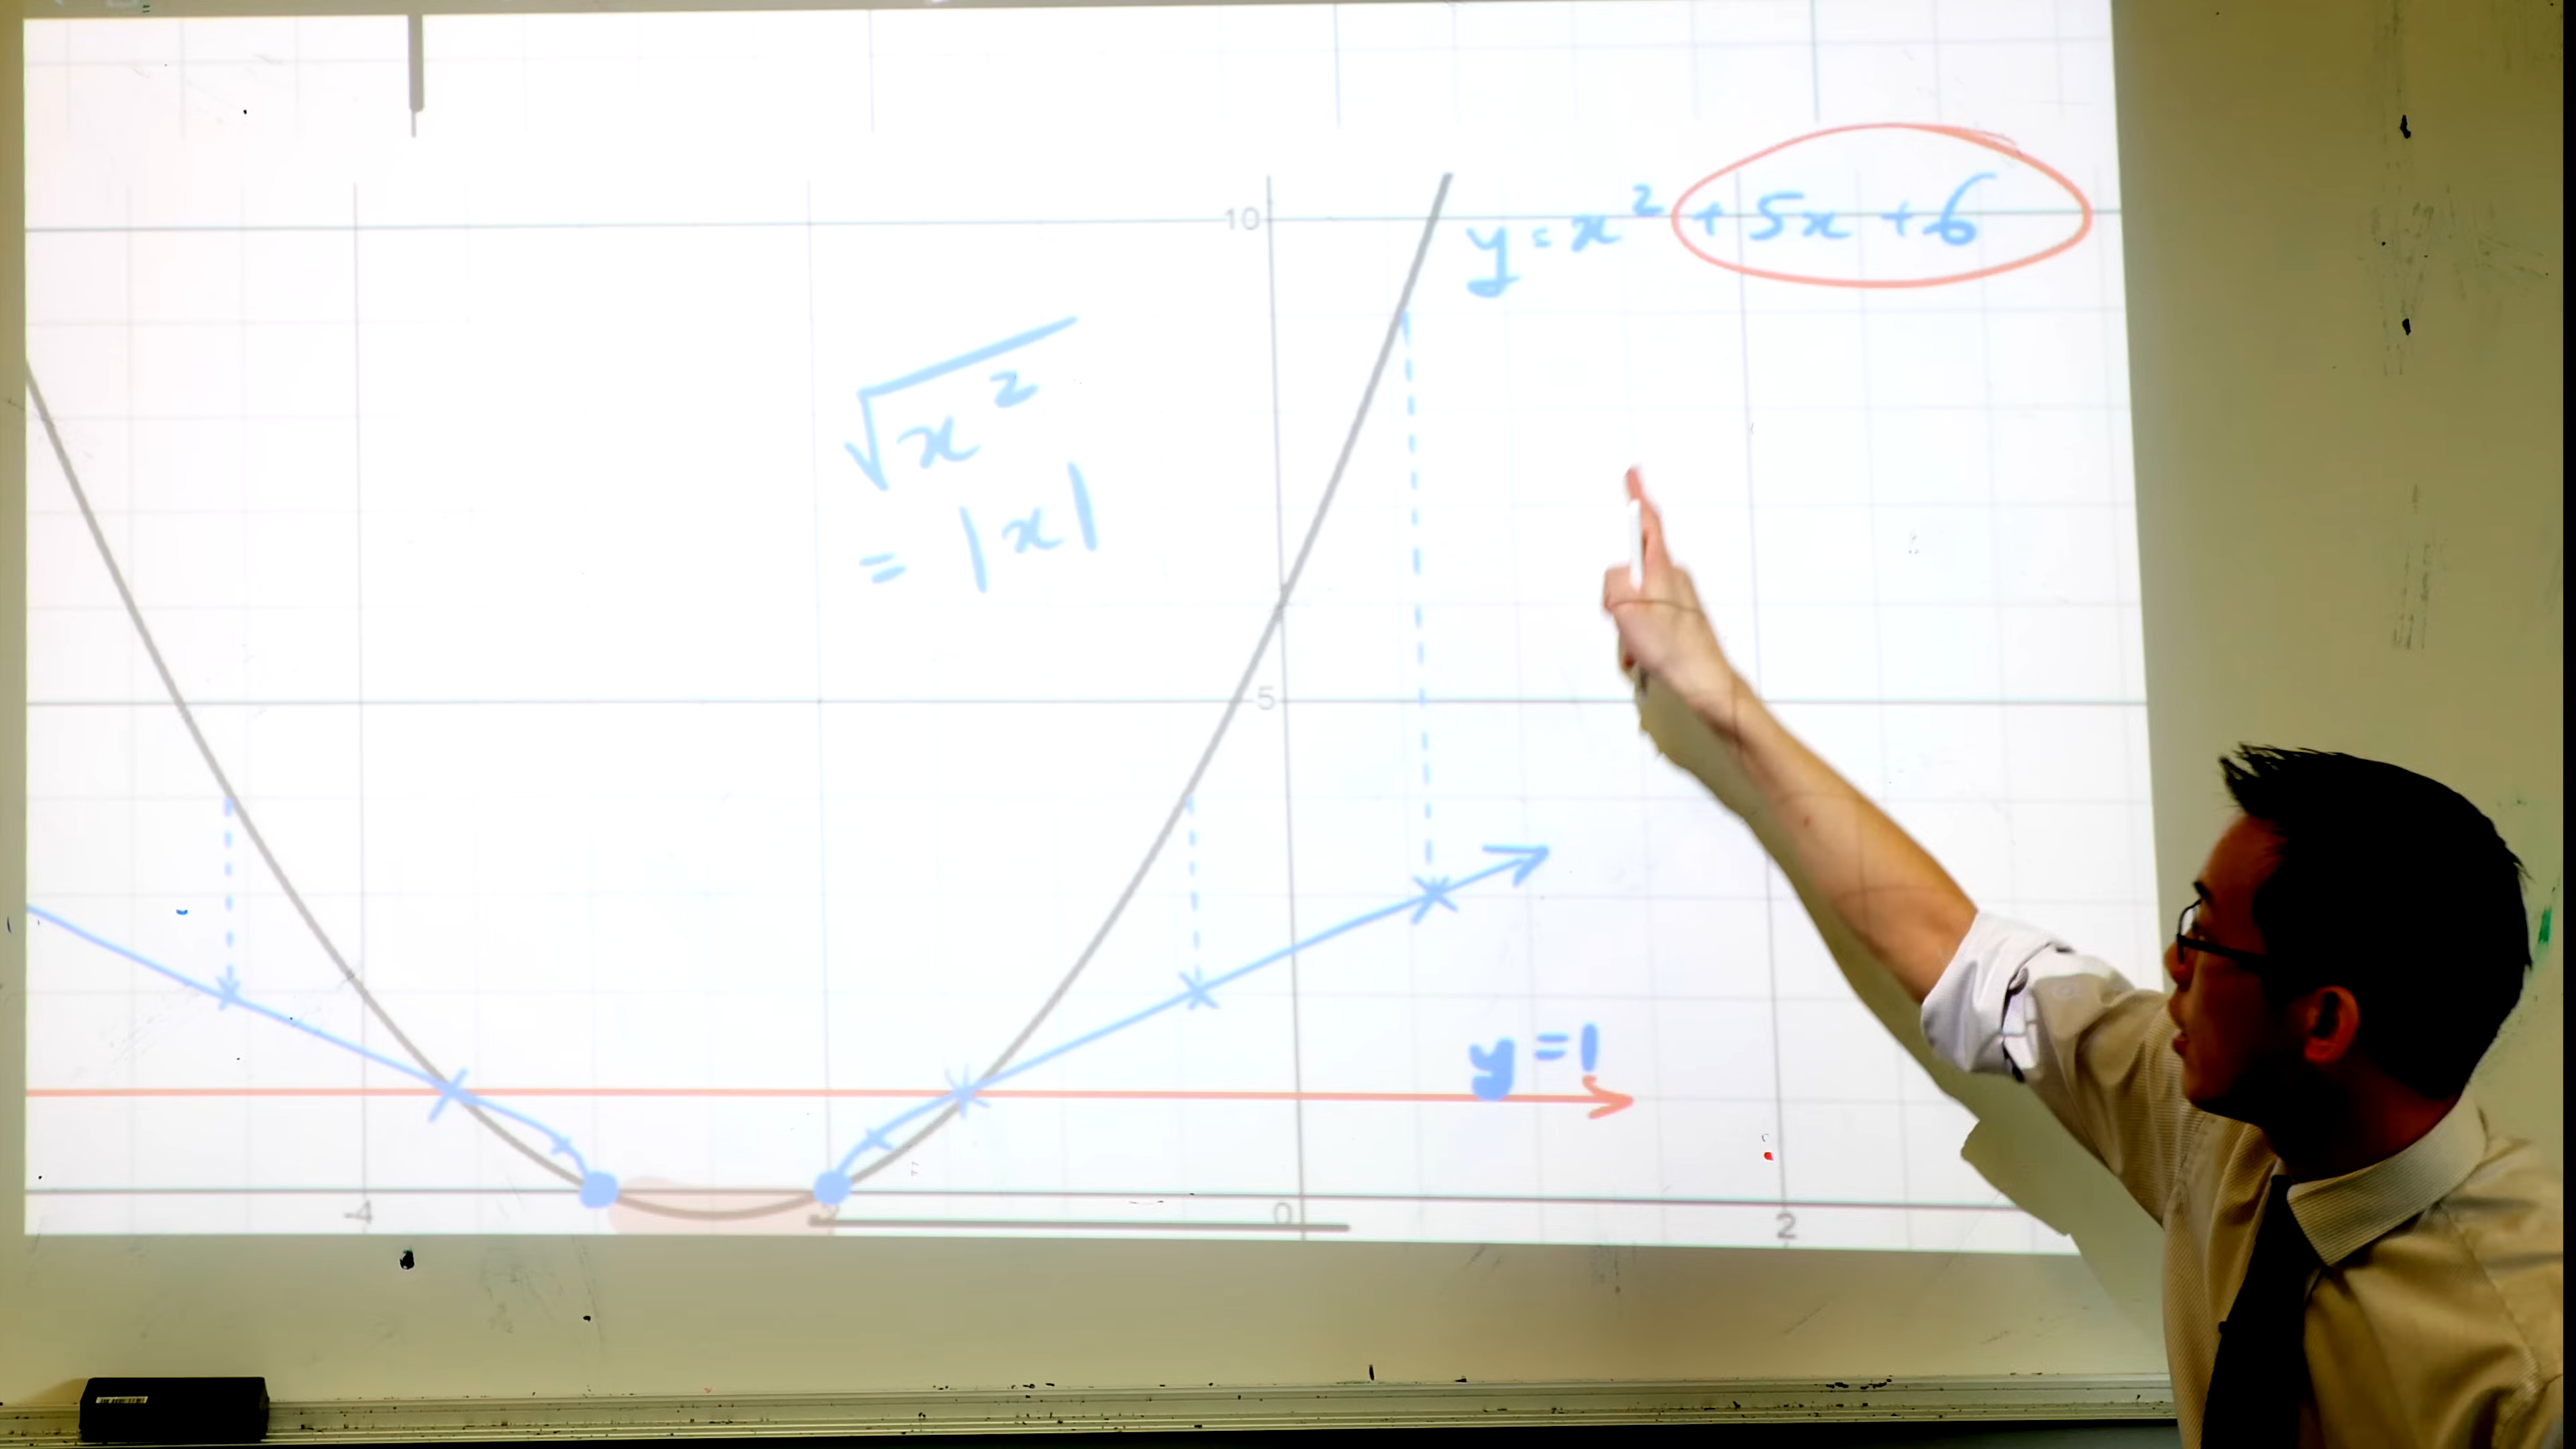 10
y = x² + 5x + 6
√x²
= |x|
5
y = 1
-4
0
2